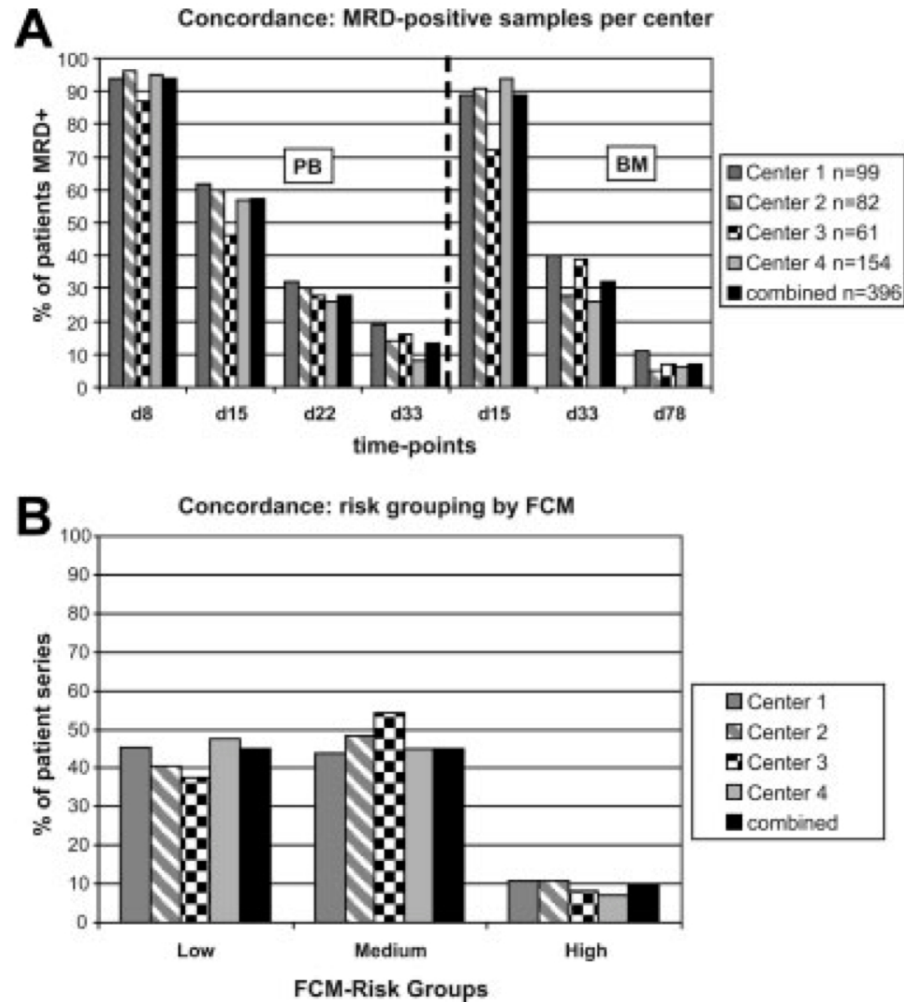 A
Concordance: MRD-positive samples per center
% of patients MRD+
100
90
80
70
60
50
40
30
20
10
0
PB
BM
d8 d15 d22 d33 d15 d33 d78
time-points
Center 1 n=99
Center 2 n=82
Center 3 n=61
Center 4 n=154
combined n=396
B
Concordance: risk grouping by FCM
% of patient series
100
90
80
70
60
50
40
30
20
10
0
Low Medium High
FCM-Risk Groups
Center 1
Center 2
Center 3
Center 4
combined